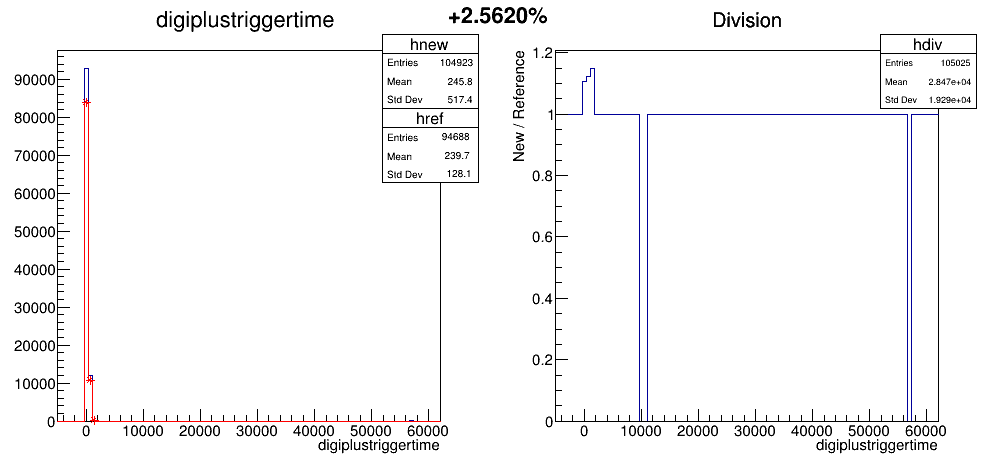 +2.5620%
digiplustriggertime
hnew
Entries 104923
Mean 245.8
Std Dev 517.4
href
Entries 94688
Mean 239.7
Std Dev 128.1
90000
80000
70000
60000
50000
40000
30000
20000
10000
0
0 10000 20000 30000 40000 50000 60000
digiplustriggertime
Division
hdiv
Entries 105025
Mean 2.847e+04
Std Dev 1.929e+04
New / Reference
1.2
1
0.8
0.6
0.4
0.2
0
0 10000 20000 30000 40000 50000 60000
digiplustriggertime